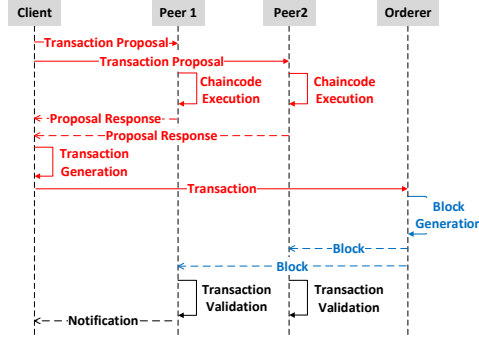 Client Peer 1 Peer2 Orderer
Transaction Proposal
Transaction Proposal
Chaincode Execution
Chaincode Execution
Proposal Response
Proposal Response
Transaction Generation
Transaction
Block Generation
Block
Block
Transaction Validation
Transaction Validation
Notification